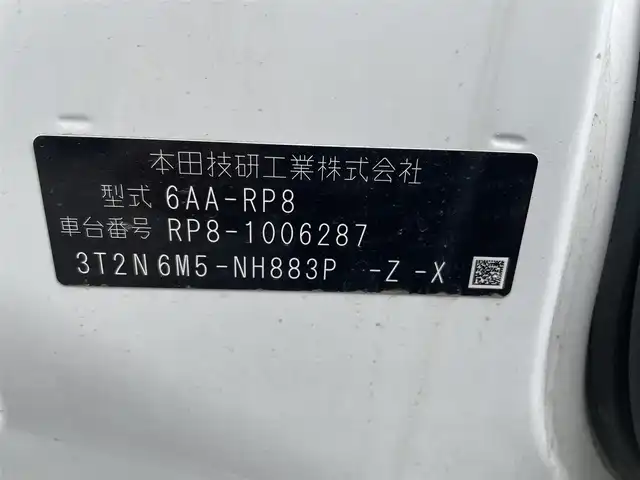 本田技研工業株式会社
型式 6AA-RP8
車台番号 RP8-1006287
3T2N6M5-NH883P -Z -X